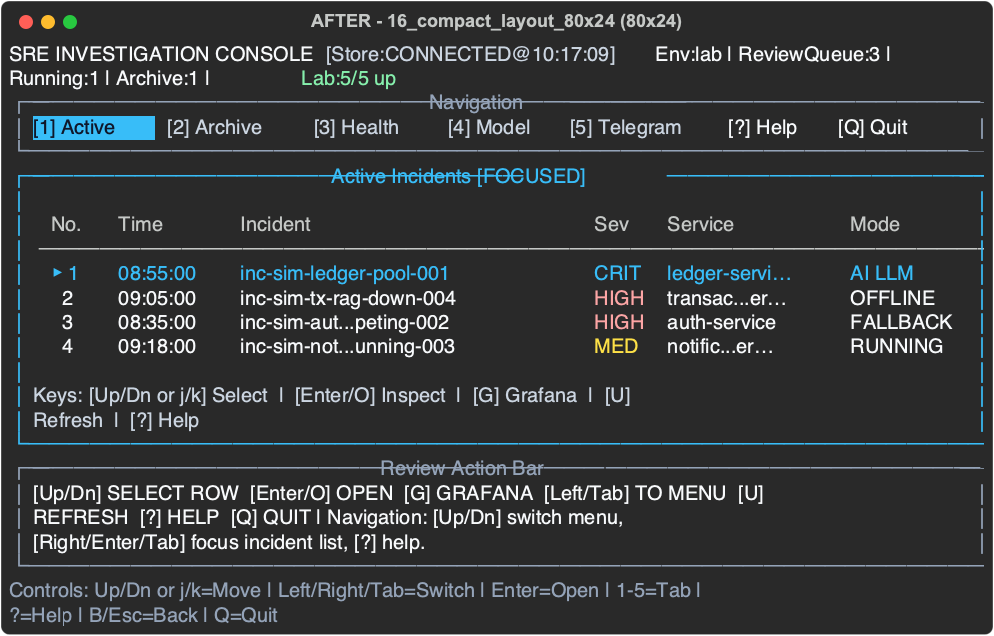 AFTER - 16_compact_layout_80x24 (80x24)
SRE INVESTIGATION CONSOLE [Store:CONNECTED@10:17:09] Env:lab | ReviewQueue:3 |
Running:1 | Archive:1 | Lab:5/5 up
Navigation
[1] Active [2] Archive [3] Health [4] Model [5] Telegram [?] Help [Q] Quit
Active Incidents [FOCUSED]
No. Time Incident Sev Service Mode
▸ 1 08:55:00 inc-sim-ledger-pool-001 CRIT ledger-servi… AI LLM
2 09:05:00 inc-sim-tx-rag-down-004 HIGH transac...er… OFFLINE
3 08:35:00 inc-sim-aut...peting-002 HIGH auth-service FALLBACK
4 09:18:00 inc-sim-not...unning-003 MED notific...er… RUNNING
Keys: [Up/Dn or j/k] Select | [Enter/O] Inspect | [G] Grafana | [U]
Refresh | [?] Help
Review Action Bar
[Up/Dn] SELECT ROW [Enter/O] OPEN [G] GRAFANA [Left/Tab] TO MENU [U]
REFRESH [?] HELP [Q] QUIT | Navigation: [Up/Dn] switch menu,
[Right/Enter/Tab] focus incident list, [?] help.
Controls: Up/Dn or j/k=Move | Left/Right/Tab=Switch | Enter=Open | 1-5=Tab |
?=Help | B/Esc=Back | Q=Quit